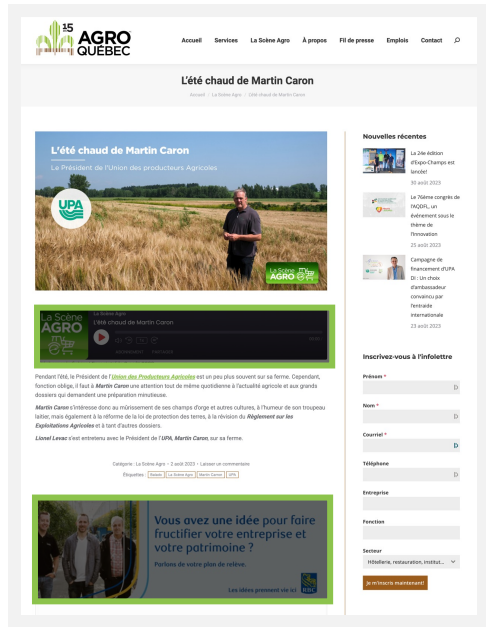 15 ans
AGRO
QUÉBEC
Accueil Services La Scène Agro À propos Fil de presse Emplois Contact
L'été chaud de Martin Caron
Accueil / La Scène Agro / L'été chaud de Martin Caron
L'été chaud de Martin Caron
Le Président de l'Union des producteurs Agricoles
UPA
La Scène
AGRO
La Scène
AGRO
La Scène Agro
L'été chaud de Martin Caron
Pendant l'été, le Président de l'Union des Producteurs Agricoles est un peu plus souvent sur sa ferme. Cependant,
fonction oblige, il faut à Martin Caron une attention tout de même quotidienne à l'actualité agricole et aux grands
dossiers qui demandent une préparation minutieuse.
Martin Caron s'intéresse donc au mûrissement de ses champs d'orge et autres cultures, à l'humeur de son troupeau
laitier, mais également à la réforme de la loi de protection des terres, à la révision du Règlement sur les
Exploitations Agricoles et à tant d'autres dossiers.
Lionel Levac s'est entretenu avec le Président de l'UPA, Martin Caron, sur sa ferme.
Catégorie : La Scène Agro • 2 août 2023 • Laisser un commentaire
Étiquettes : Balado La Scène Agro Martin Caron UPA
Vous avez une idée pour faire
fructifier votre entreprise et
votre patrimoine ?
Parlons de votre plan de relève.
Les idées prennent vie ici
RBC
Nouvelles récentes
La 24e édition
d'Expo-Champs est
lancée!
30 août 2023
Le 76ème congrès de
l'AQDFL, un
événement sous le
thème de
l'innovation
25 août 2023
Campagne de
financement d'UPA
DI : Un choix
d'ambassadeur
convaincu par
l'entraide
internationale
23 août 2023
Inscrivez-vous à l'infolettre
Prénom *
Nom *
Courriel *
Téléphone
Entreprise
Fonction
Secteur
Hôtellerie, restauration, institut...
Je m'inscris maintenant!